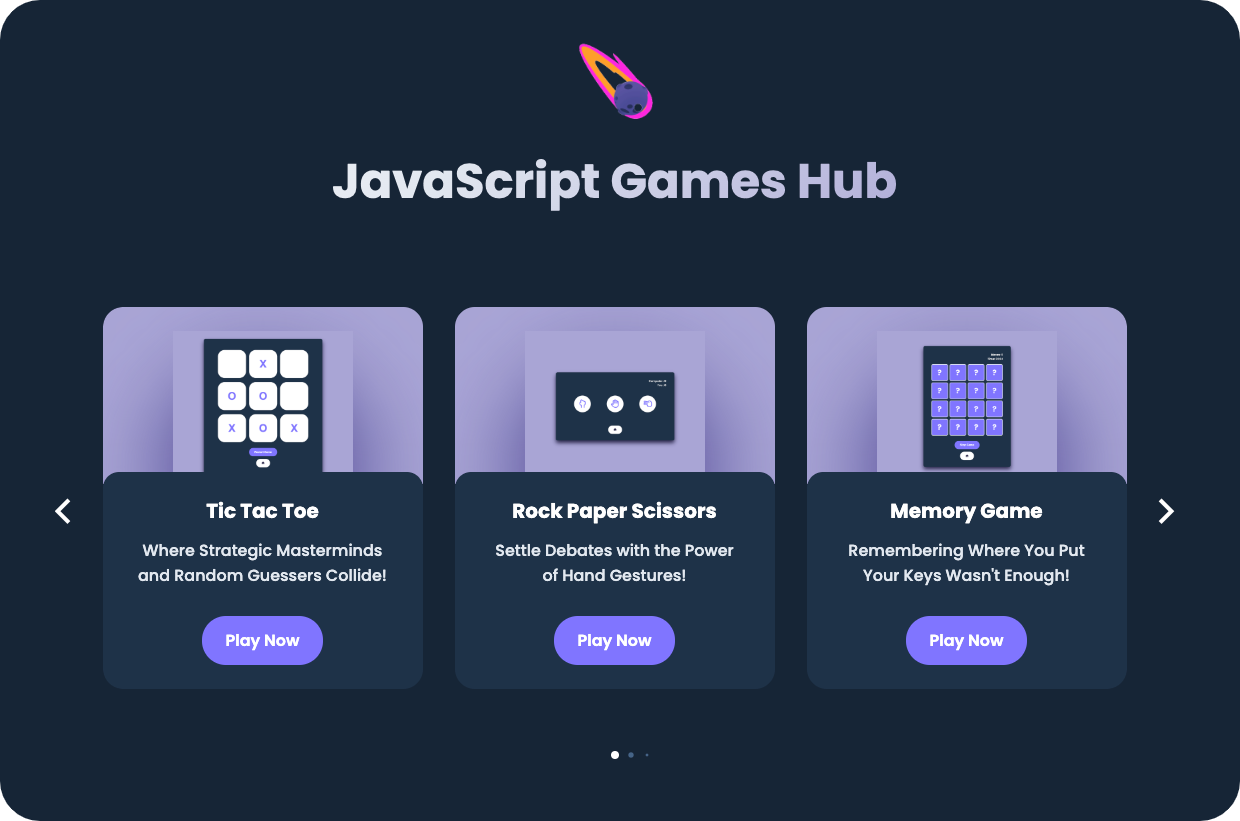 JavaScript Games Hub
X
O O
X O X
? ? ? ?
? ? ? ?
? ? ? ?
? ? ? ?
Tic Tac Toe
Where Strategic Masterminds
and Random Guessers Collide!
Play Now
Rock Paper Scissors
Settle Debates with the Power
of Hand Gestures!
Play Now
Memory Game
Remembering Where You Put
Your Keys Wasn't Enough!
Play Now